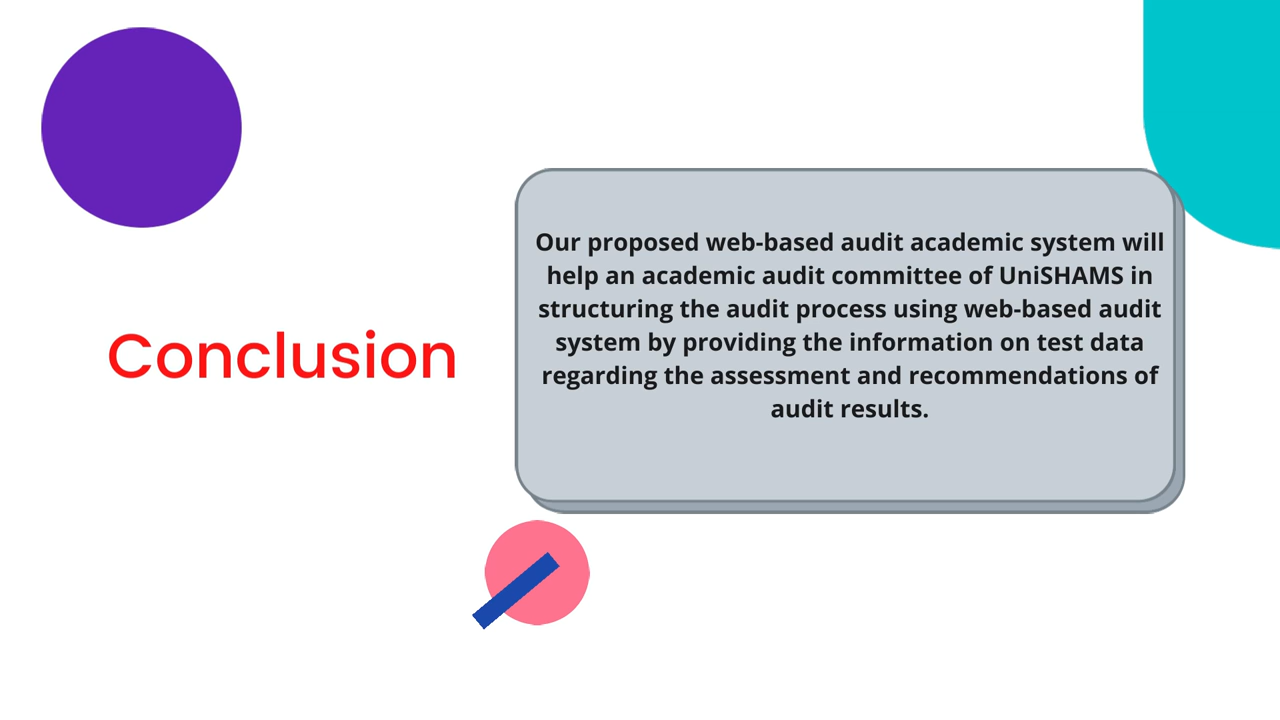 Conclusion
Our proposed web-based audit academic system will
help an academic audit committee of UniSHAMS in
structuring the audit process using web-based audit
system by providing the information on test data
regarding the assessment and recommendations of
audit results.